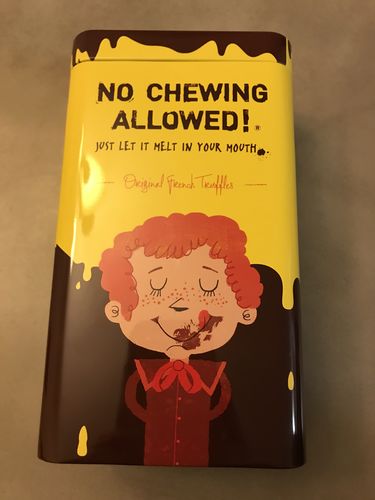 NO CHEWING
ALLOWED!®
JUST LET IT MELT IN YOUR MOUTH...
Original French Truffles